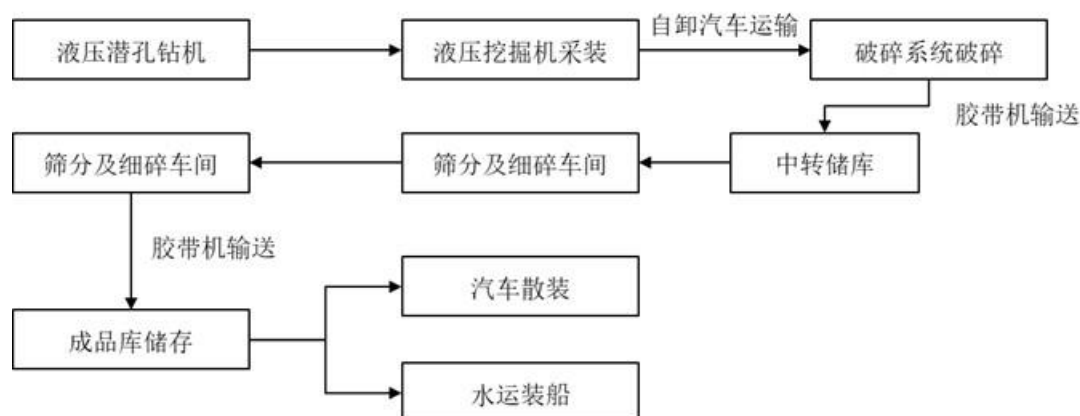 液压潜孔钻机
液压挖掘机采装
自卸汽车运输
破碎系统破碎
胶带机输送
中转储库
筛分及细碎车间
筛分及细碎车间
胶带机输送
成品库储存
汽车散装
水运装船